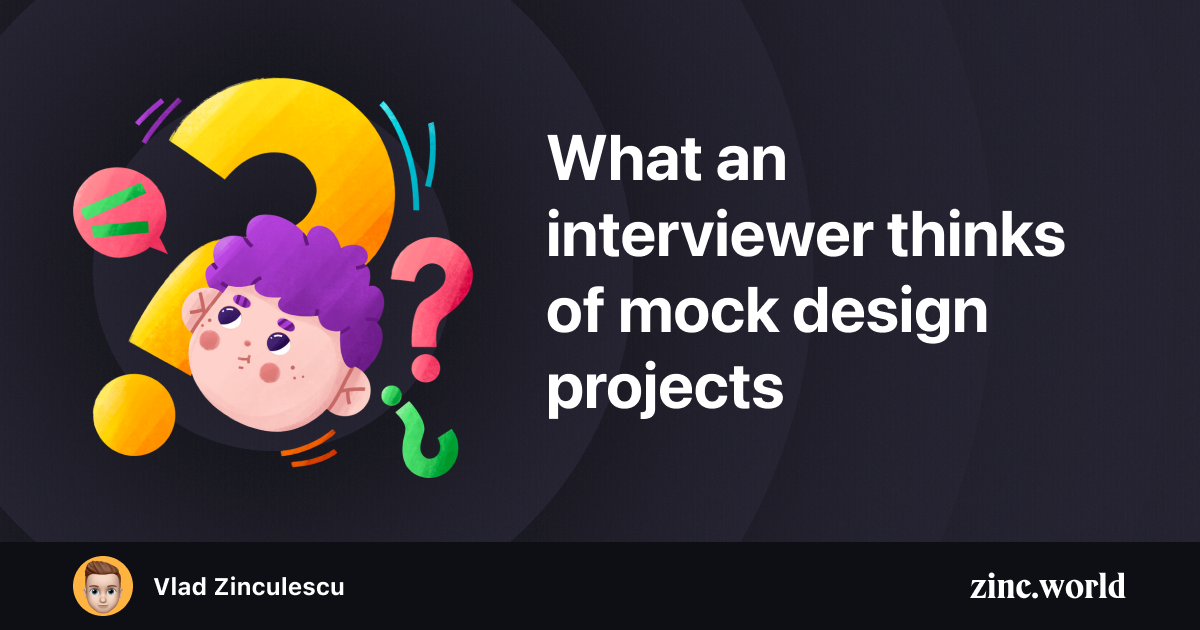 What an
interviewer thinks
of mock design
projects
Vlad Zinculescu
zinc.world